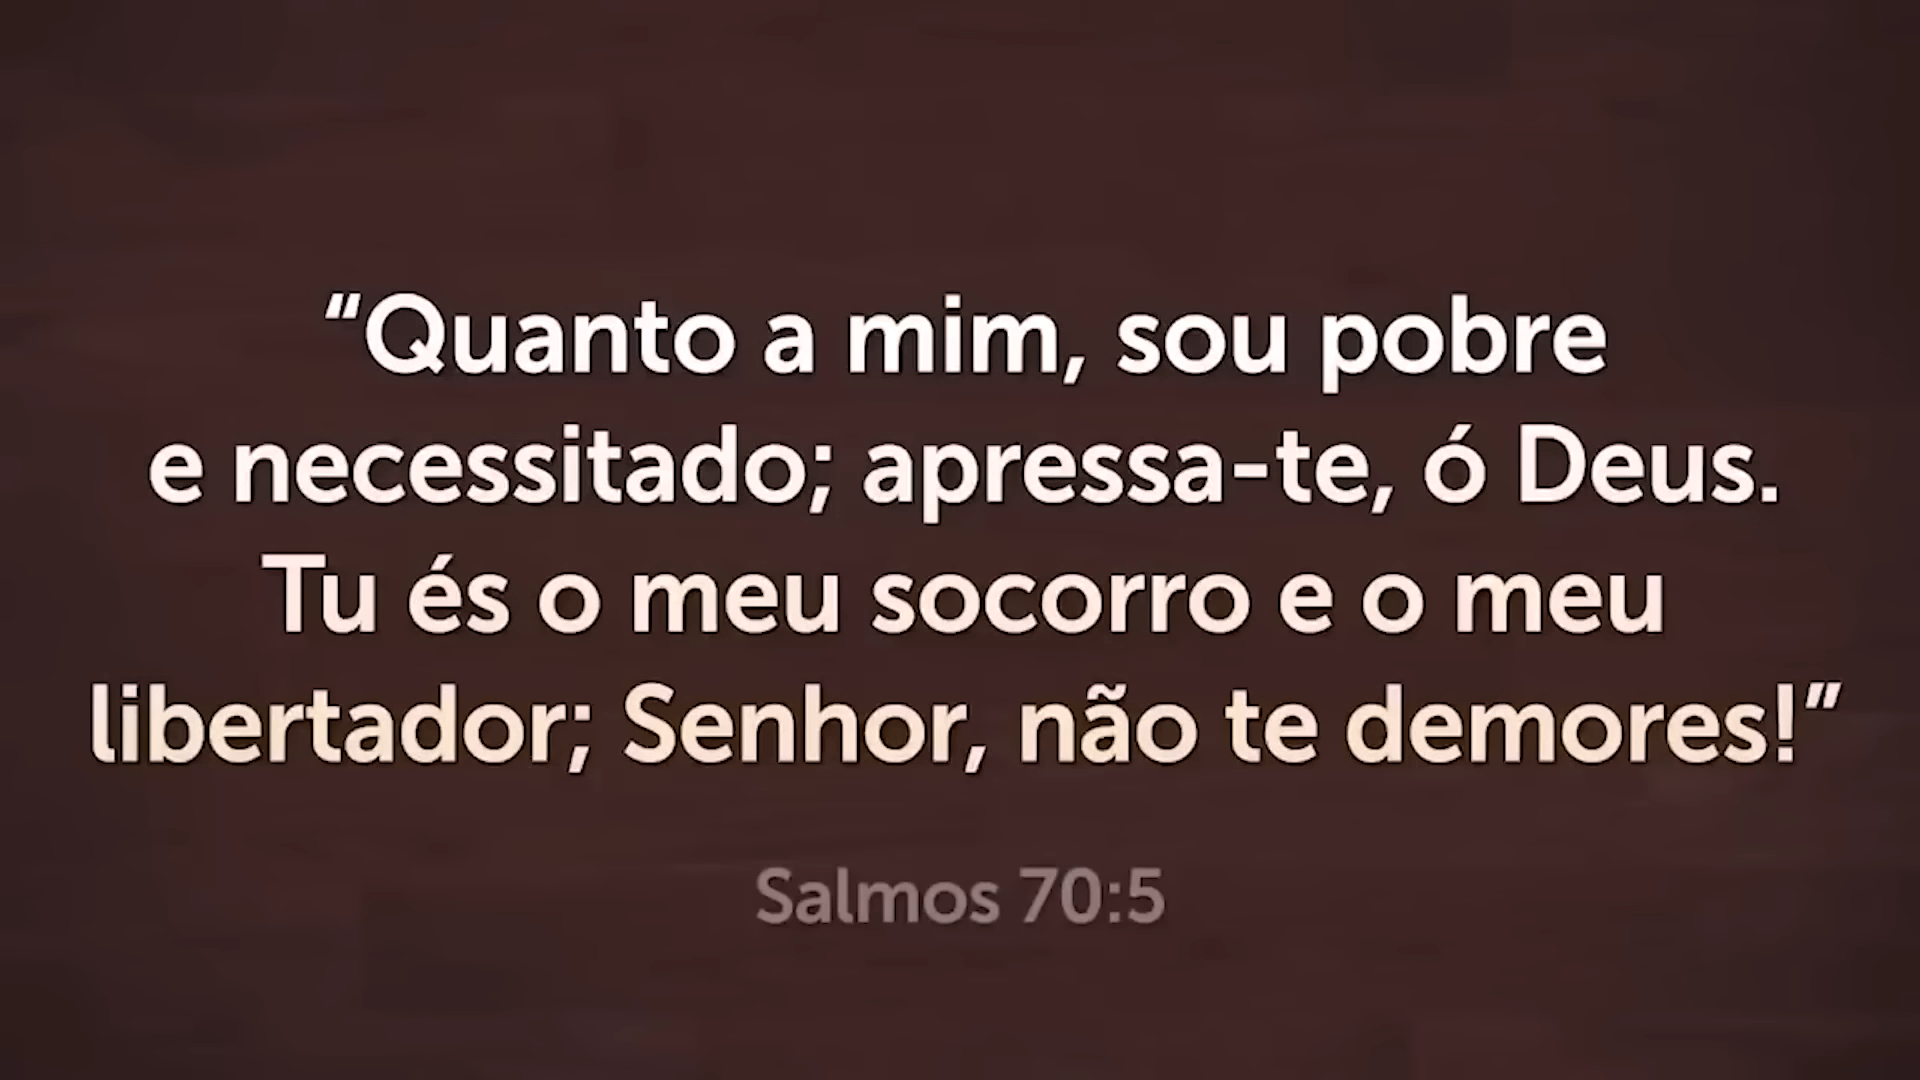 “Quanto a mim, sou pobre
e necessitado; apressa-te, ó Deus.
Tu és o meu socorro e o meu
libertador; Senhor, não te demores!”
Salmos 70:5